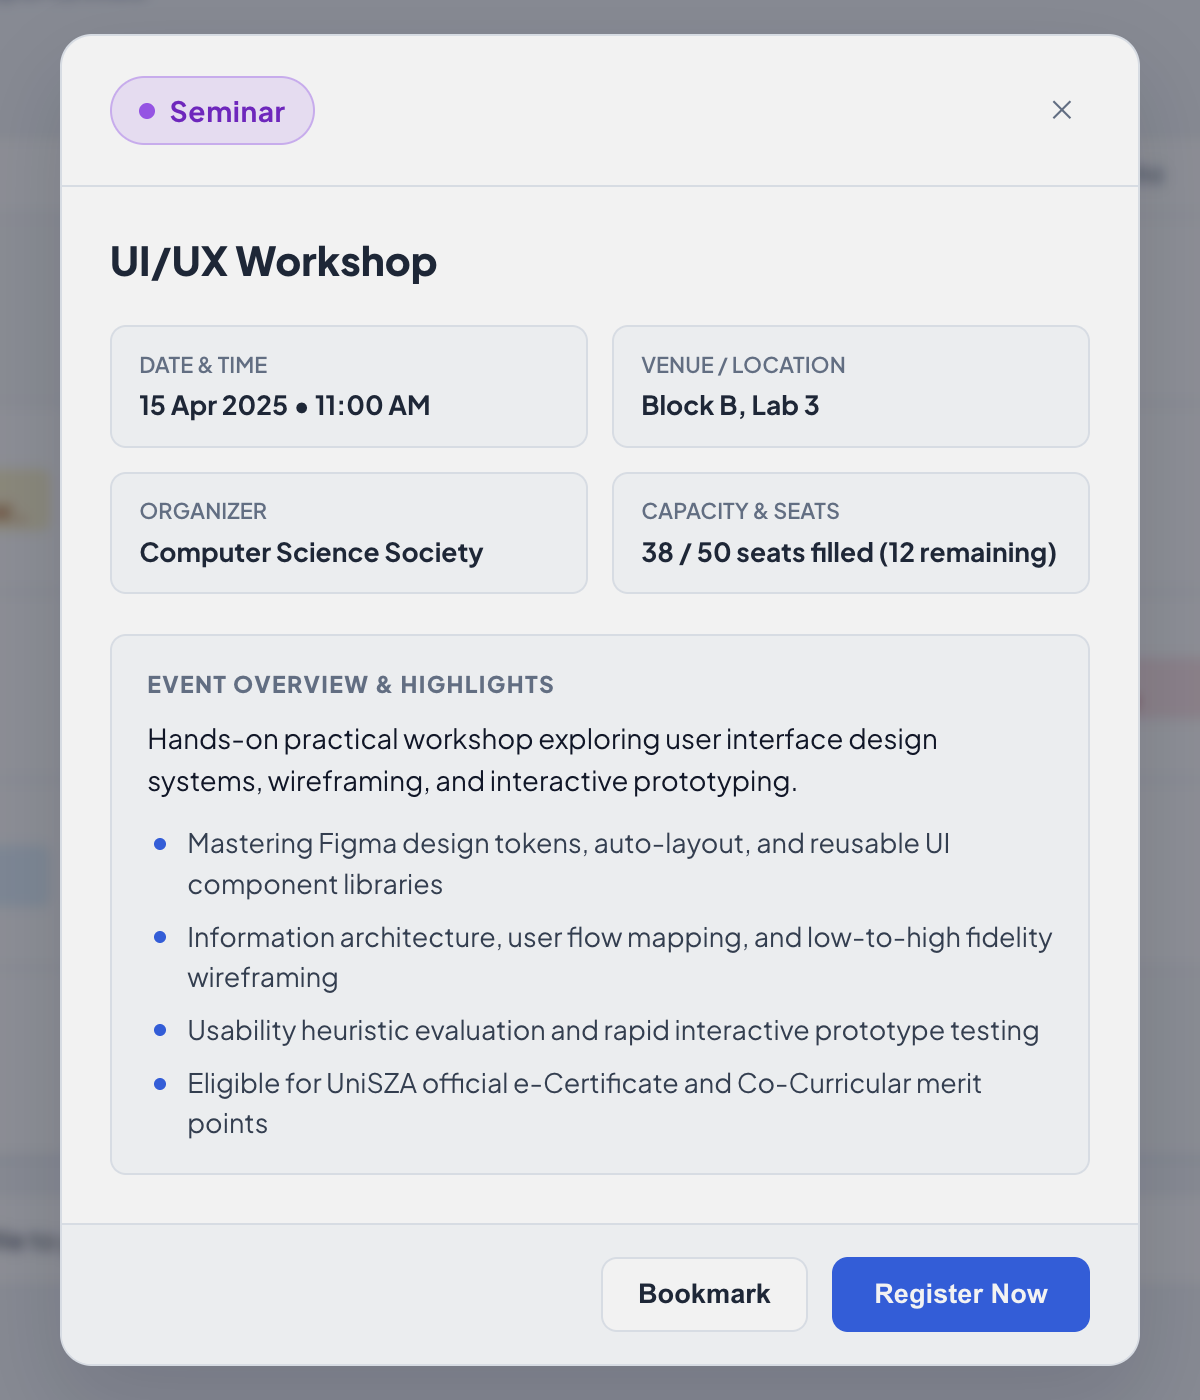 Seminar
UI/UX Workshop
DATE & TIME
15 Apr 2025 • 11:00 AM
VENUE / LOCATION
Block B, Lab 3
ORGANIZER
Computer Science Society
CAPACITY & SEATS
38 / 50 seats filled (12 remaining)
EVENT OVERVIEW & HIGHLIGHTS
Hands-on practical workshop exploring user interface design
systems, wireframing, and interactive prototyping.
Mastering Figma design tokens, auto-layout, and reusable UI
component libraries
Information architecture, user flow mapping, and low-to-high fidelity
wireframing
Usability heuristic evaluation and rapid interactive prototype testing
Eligible for UniSZA official e-Certificate and Co-Curricular merit
points
Bookmark
Register Now